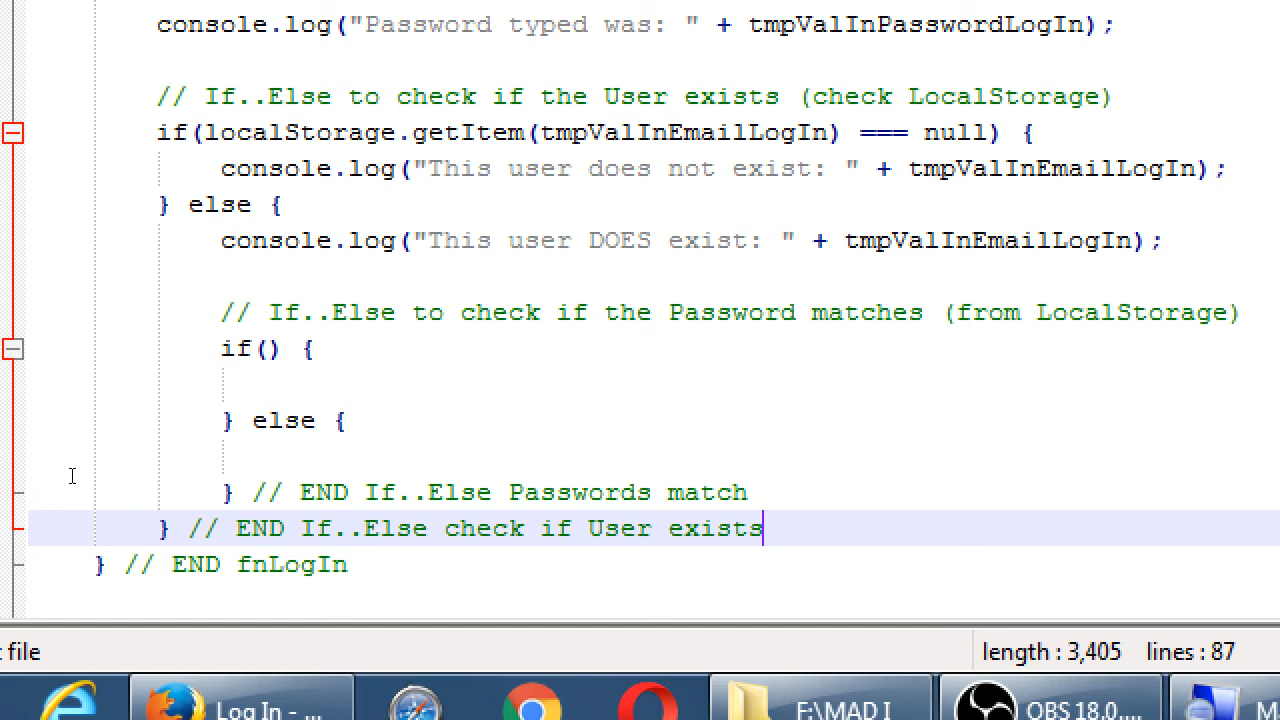 console.log("Password typed was: " + tmpValInPasswordLogIn);
// If..Else to check if the User exists (check LocalStorage)
if(localStorage.getItem(tmpValInEmailLogIn) === null) {
console.log("This user does not exist: " + tmpValInEmailLogIn);
} else {
console.log("This user DOES exist: " + tmpValInEmailLogIn);
// If..Else to check if the Password matches (from LocalStorage)
if() {
} else {
} // END If..Else Passwords match
} // END If..Else check if User exists
} // END fnLogIn
file length : 3,405 lines : 87
Log In - ... F:\MAD I OBS 18.0.... M